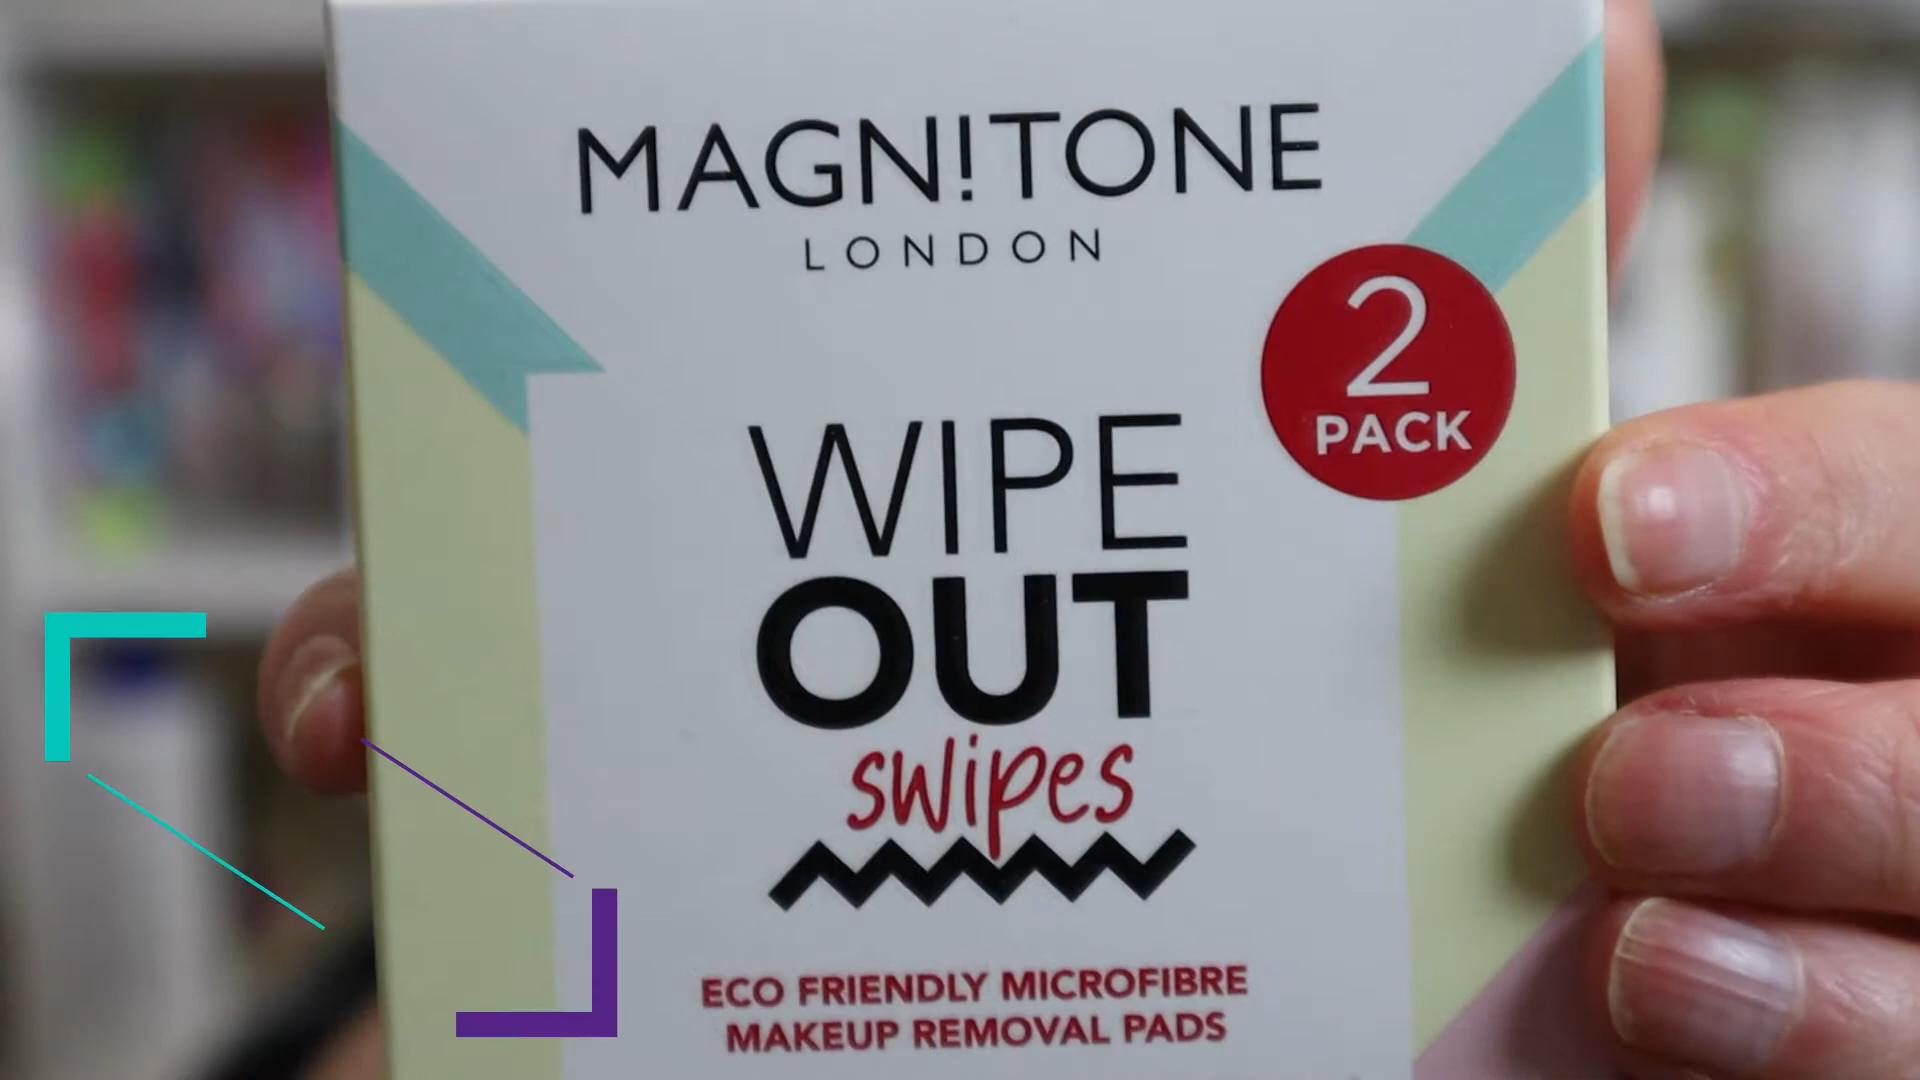 MAGN!TONE
LONDON
2
PACK
WIPE
OUT
swipes
ECO FRIENDLY MICROFIBRE
MAKEUP REMOVAL PADS